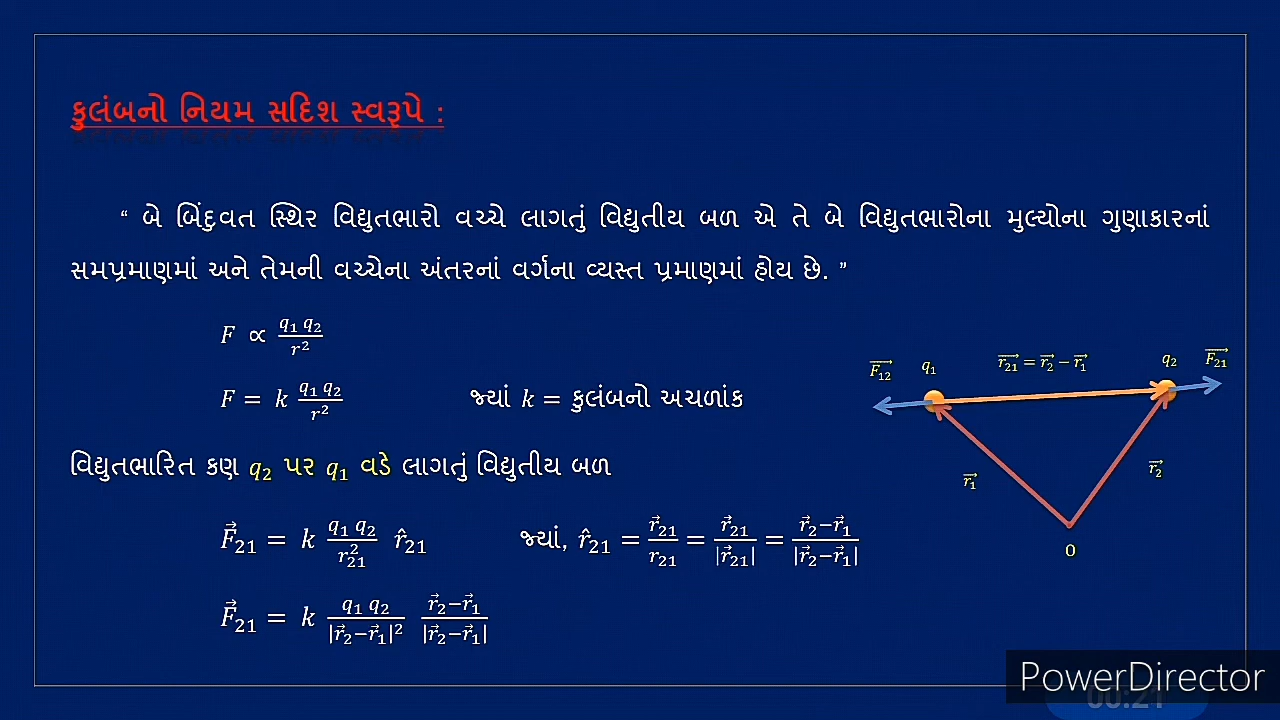 કુલંબનો નિયમ સદિશ સ્વરૂપે :
“ બે બિંદુવત સ્થિર વિદ્યુતભારો વચ્ચે લાગતું વિદ્યુતીય બળ એ તે બે વિદ્યુતભારોના મુલ્યોના ગુણાકારનાં
સમપ્રમાણમાં અને તેમની વચ્ચેના અંતરનાં વર્ગના વ્યસ્ત પ્રમાણમાં હોય છે. ”
F ∝ q₁ q₂ / r²
F = k q₁ q₂ / r² જ્યાં k = કુલંબનો અચળાંક
વિદ્યુતભારિત કણ q₂ પર q₁ વડે લાગતું વિદ્યુતીય બળ
F⃗₂₁ = k q₁ q₂ / r₂₁² r̂₂₁ જ્યાં, r̂₂₁ = r⃗₂₁ / r₂₁ = r⃗₂₁ / |r⃗₂₁| = r⃗₂−r⃗₁ / |r⃗₂−r⃗₁|
F⃗₂₁ = k q₁ q₂ / |r⃗₂−r⃗₁|² r⃗₂−r⃗₁ / |r⃗₂−r⃗₁|
F⃗₁₂ q₁ r⃗₂₁ = r⃗₂ − r⃗₁ q₂ F⃗₂₁
r⃗₁ r⃗₂
O
PowerDirector
00:21